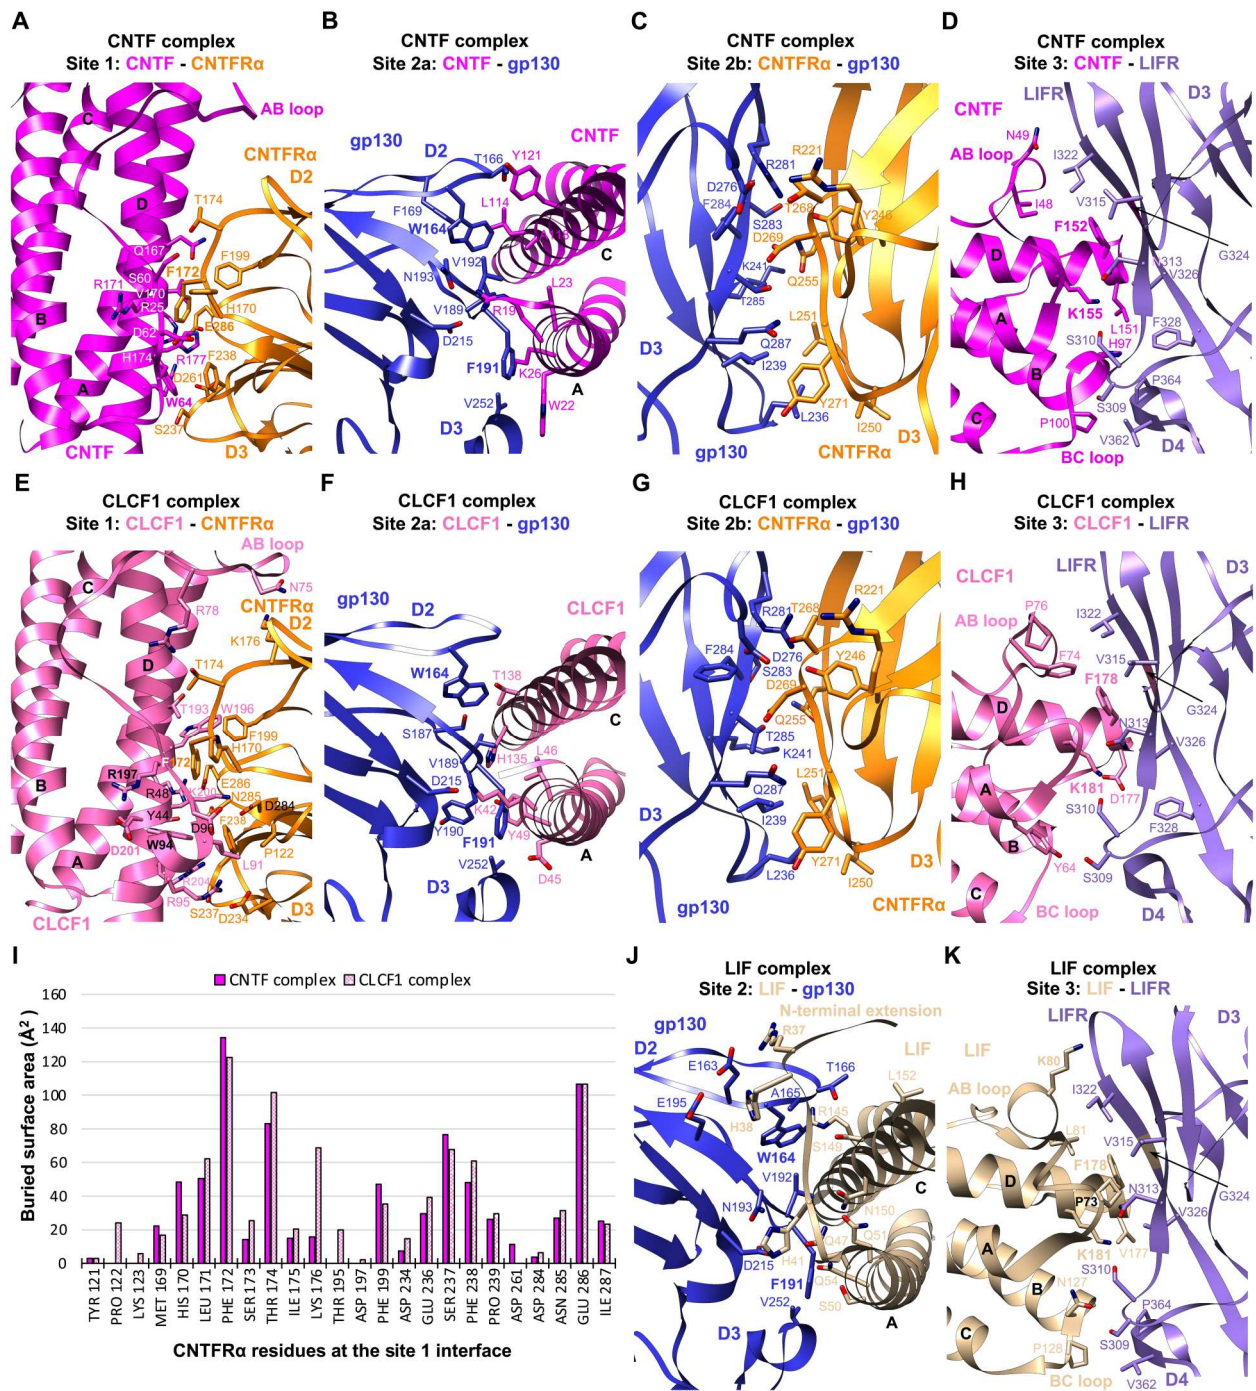 A
CNTF complex
Site 1: CNTF - CNTFRα
AB loop
C
CNTFRα
D2
D
T174
Q167
F172
F199
S60
R171
V170
R25
H170
B
E286
D62
H174
R177
F238
D261
A
W64
S237
CNTF
D3
B
CNTF complex
Site 2a: CNTF - gp130
gp130
D2
CNTF
T166
Y121
F169
L114
W164
C
V192
N193
L23
V189
R19
D215
F191
K26
A
V252
W22
D3
C
CNTF complex
Site 2b: CNTFRα - gp130
R281
R221
D276
F284
T268
Y246
S283
D269
K241
Q255
T285
L251
D3
Q287
I239
Y271
L236
I250
D3
gp130
CNTFRα
D
CNTF complex
Site 3: CNTF - LIFR
CNTF
LIFR
D3
N49
AB loop
I322
I48
V315
F152
D
N313
G324
V326
K155
A
L151
F328
S310
H97
B
P364
S309
C
P100
V362
BC loop
D4
E
CLCF1 complex
Site 1: CLCF1 - CNTFRα
AB loop
C
N75
R78
CNTFRα
D2
K176
D
T174
T193
W196
F199
F172
H170
B
R197
E286
R48
K200
N285
D284
Y44
D90
F238
D201
W94
P122
A
L91
R204
R95
S237
D234
D3
CLCF1
F
CLCF1 complex
Site 2a: CLCF1 - gp130
gp130
D2
CLCF1
W164
T138
C
S187
V189
H135
L46
D215
K42
Y190
Y49
F191
A
V252
D45
D3
G
CLCF1 complex
Site 2b: CNTFRα - gp130
R281
T268
R221
F284
D276
Y246
S283
D269
Q255
T285
K241
L251
Q287
D3
I239
Y271
D3
L236
I250
gp130
CNTFRα
H
CLCF1 complex
Site 3: CLCF1 - LIFR
LIFR
D3
CLCF1
P76
I322
AB loop
F74
V315
F178
D
G324
N313
V326
K181
A
D177
S310
F328
B
Y64
S309
C
D4
BC loop
I
CNTF complex
CLCF1 complex
Buried surface area (Å²)
160
140
120
100
80
60
40
20
0
TYR 121
PRO 122
LYS 123
MET 169
HIS 170
LEU 171
PHE 172
SER 173
THR 174
ILE 175
LYS 176
THR 195
ASP 197
PHE 199
ASP 234
GLU 236
SER 237
PHE 238
PRO 239
ASP 261
ASP 284
ASN 285
GLU 286
ILE 287
CNTFRα residues at the site 1 interface
J
LIF complex
Site 2: LIF - gp130
N-terminal extension
gp130
R37
D2
LIF
E163
T166
L152
A165
E195
R145
H38
S149
W164
C
V192
N150
N193
Q47
Q51
D215
H41
F191
Q54
V252
S50
A
D3
K
LIF complex
Site 3: LIF - LIFR
LIFR
D3
LIF
K80
AB loop
I322
L81
V315
F178
D
G324
P73
N313
V326
A
K181
V177
S310
B
N127
P364
C
P128
S309
BC loop
V362
D4